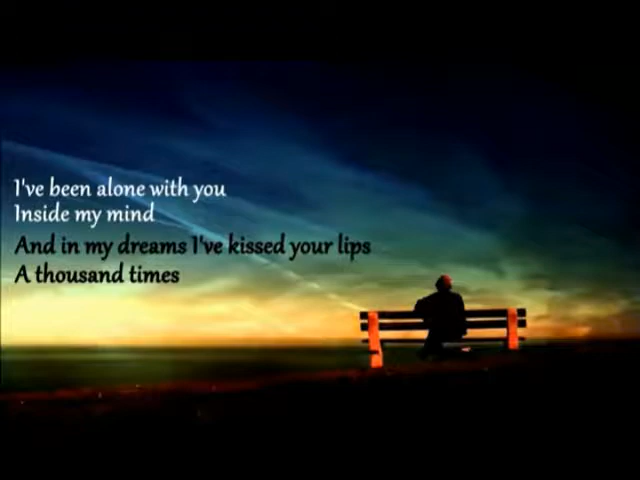 I've been alone with you
Inside my mind
And in my dreams I've kissed your lips
A thousand times